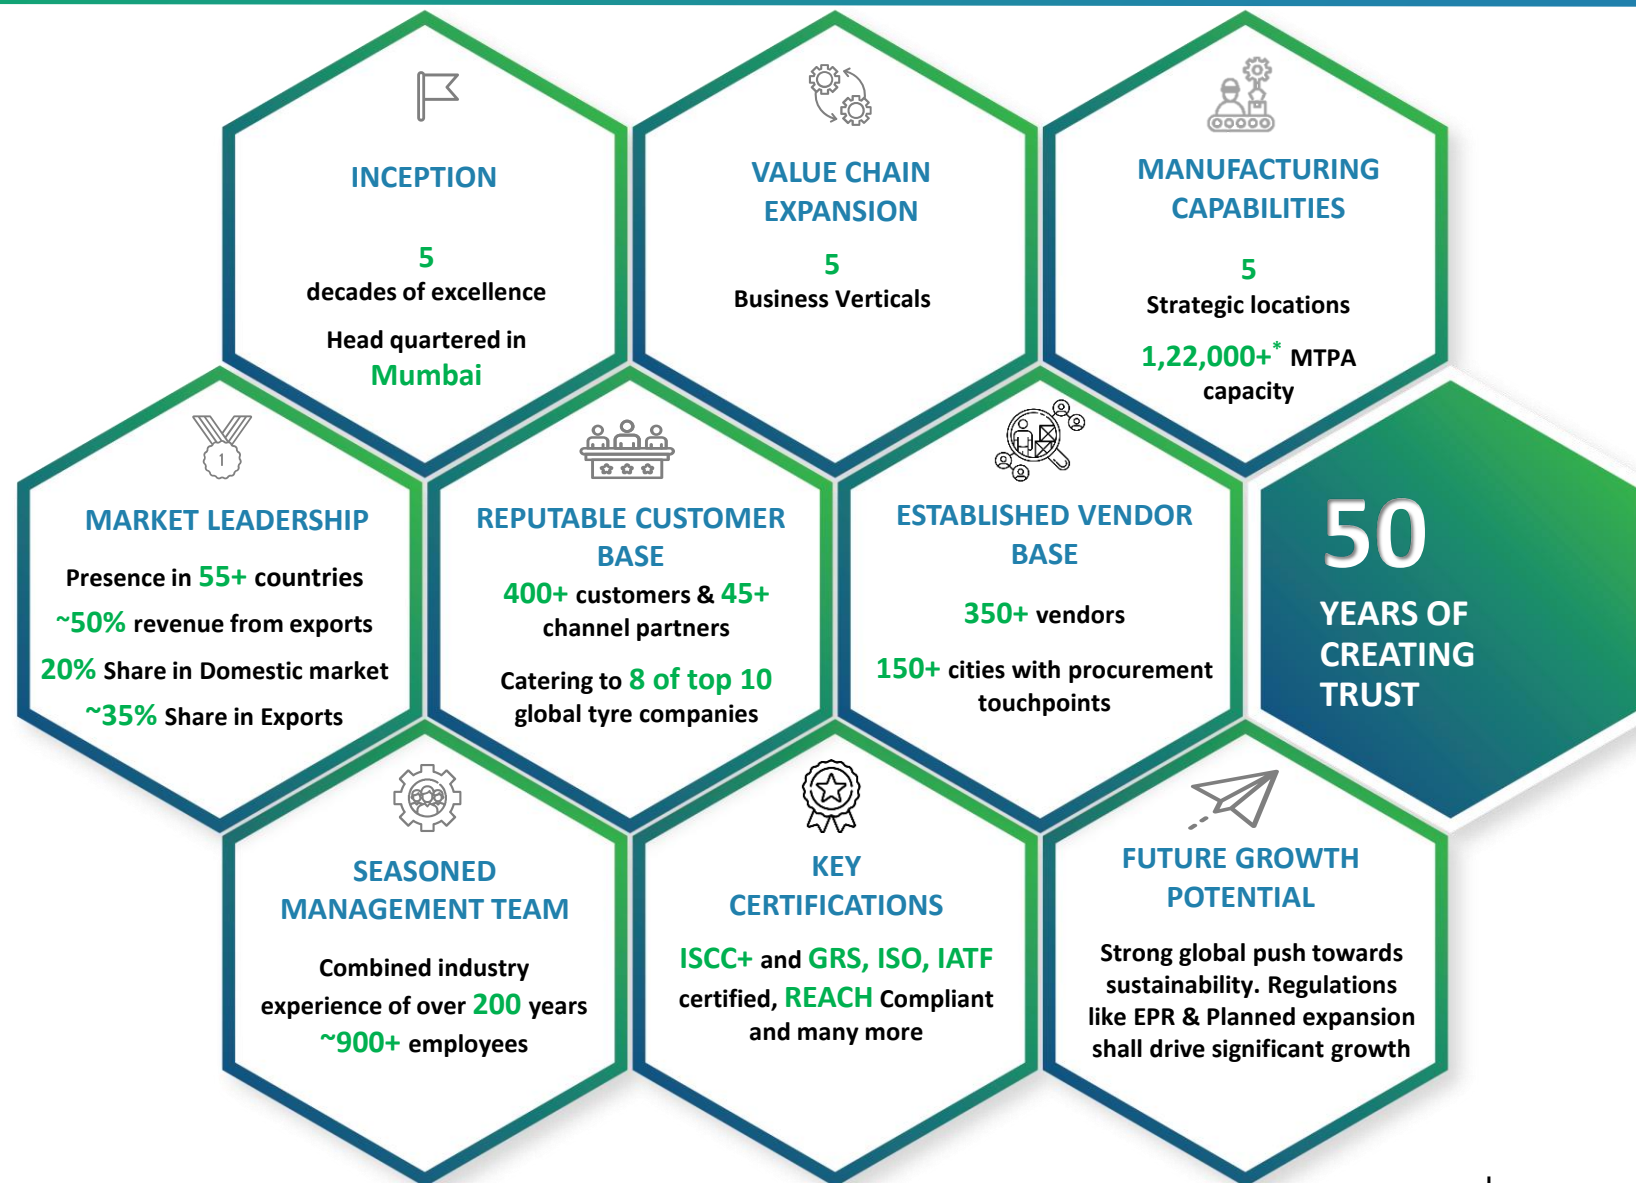 INCEPTION
5
decades of excellence
Head quartered in
Mumbai
VALUE CHAIN
EXPANSION
5
Business Verticals
MANUFACTURING
CAPABILITIES
5
Strategic locations
1,22,000+* MTPA
capacity
1
MARKET LEADERSHIP
Presence in 55+ countries
~50% revenue from exports
20% Share in Domestic market
~35% Share in Exports
REPUTABLE CUSTOMER
BASE
400+ customers & 45+
channel partners
Catering to 8 of top 10
global tyre companies
ESTABLISHED VENDOR
BASE
350+ vendors
150+ cities with procurement
touchpoints
50
YEARS OF
CREATING
TRUST
SEASONED
MANAGEMENT TEAM
Combined industry
experience of over 200 years
~900+ employees
KEY
CERTIFICATIONS
ISCC+ and GRS, ISO, IATF
certified, REACH Compliant
and many more
FUTURE GROWTH
POTENTIAL
Strong global push towards
sustainability. Regulations
like EPR & Planned expansion
shall drive significant growth